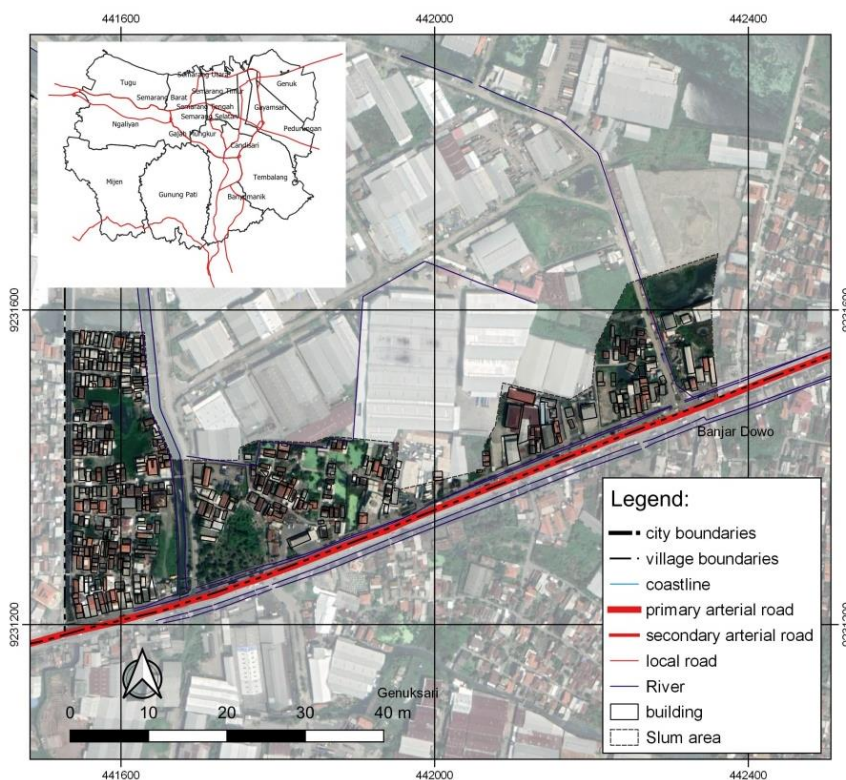 441600
442000
442400
Tugu
Semarang Utara
Genuk
Semarang Barat
Semarang Timur
Gayamsari
Semarang Tengah
Semarang Selatan
Ngaliyan
Gajah Mungkur
Pedurungan
Candisari
Mijen
Gunung Pati
Tembalang
Banyumanik
9231600
9231600
Banjar Dowo
Legend:
city boundaries
village boundaries
coastline
primary arterial road
secondary arterial road
local road
River
building
Slum area
9231200
9231200
Genuksari
0 10 20 30 40 m
441600
442000
442400